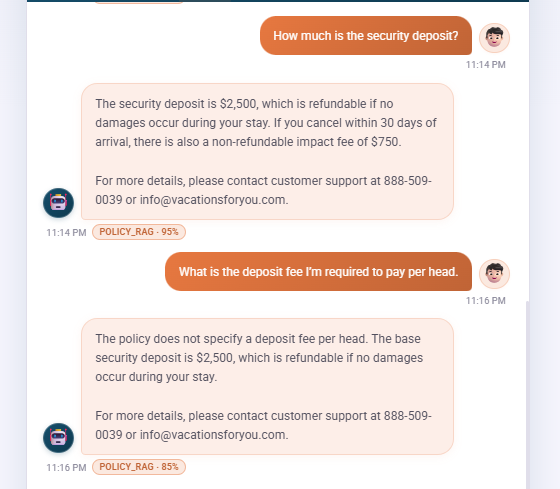 How much is the security deposit?
11:14 PM
The security deposit is $2,500, which is refundable if no
damages occur during your stay. If you cancel within 30 days of
arrival, there is also a non-refundable impact fee of $750.
For more details, please contact customer support at 888-509-
0039 or info@vacationsforyou.com.
11:14 PM POLICY_RAG · 95%
What is the deposit fee I'm required to pay per head.
11:16 PM
The policy does not specify a deposit fee per head. The base
security deposit is $2,500, which is refundable if no damages
occur during your stay.
For more details, please contact customer support at 888-509-
0039 or info@vacationsforyou.com.
11:16 PM POLICY_RAG · 85%